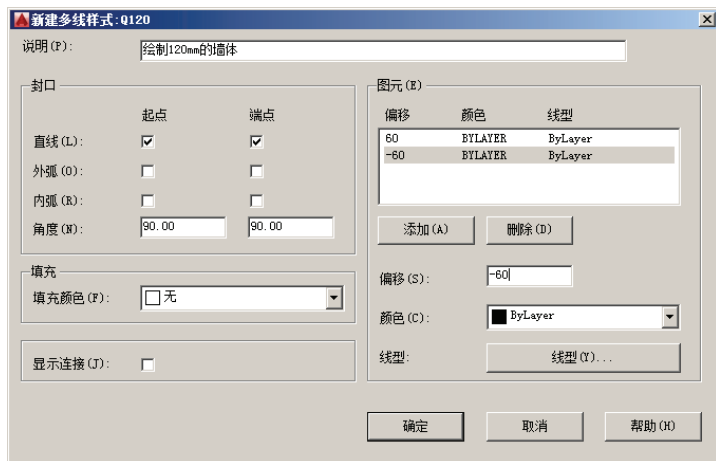 新建多线样式:Q120
说明(P):
绘制120mm的墙体
封口
起点 端点
直线(L):
外弧(O):
内弧(R):
角度(N): 90.00 90.00
填充
填充颜色(F): 无
显示连接(J):
图元(E)
偏移 颜色 线型
60 BYLAYER ByLayer
-60 BYLAYER ByLayer
添加(A) 删除(D)
偏移(S): -60
颜色(C): ByLayer
线型: 线型(Y)...
确定 取消 帮助(H)